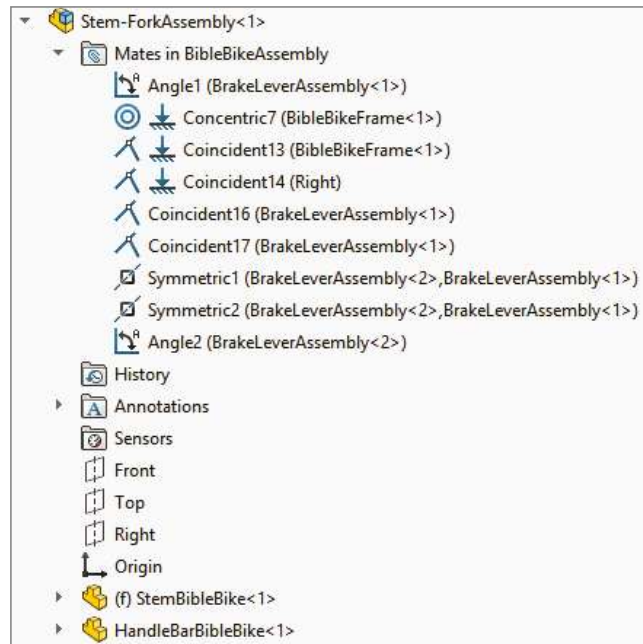 Stem-ForkAssembly<1>
Mates in BibleBikeAssembly
Angle1 (BrakeLeverAssembly<1>)
Concentric7 (BibleBikeFrame<1>)
Coincident13 (BibleBikeFrame<1>)
Coincident14 (Right)
Coincident16 (BrakeLeverAssembly<1>)
Coincident17 (BrakeLeverAssembly<1>)
Symmetric1 (BrakeLeverAssembly<2>,BrakeLeverAssembly<1>)
Symmetric2 (BrakeLeverAssembly<2>,BrakeLeverAssembly<1>)
Angle2 (BrakeLeverAssembly<2>)
History
Annotations
Sensors
Front
Top
Right
Origin
(f) StemBibleBike<1>
HandleBarBibleBike<1>